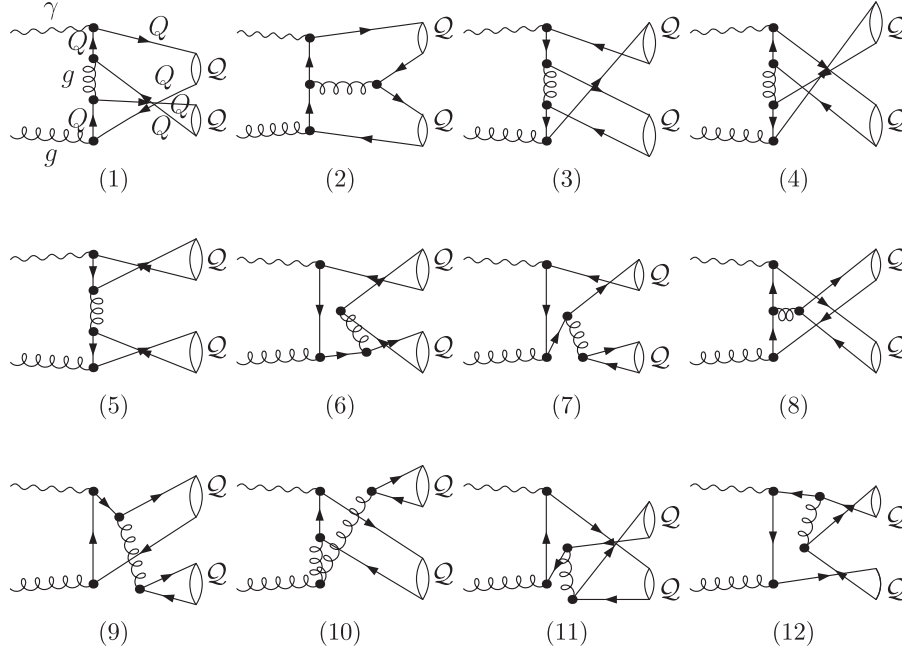 γ
Q
Q
g
Q
Q
Q
Q
Q
g
(1)
Q
Q
(2)
Q
Q
(3)
Q
Q
(4)
Q
Q
(5)
Q
Q
(6)
Q
Q
(7)
Q
Q
(8)
Q
Q
(9)
Q
Q
(10)
Q
Q
(11)
Q
Q
(12)